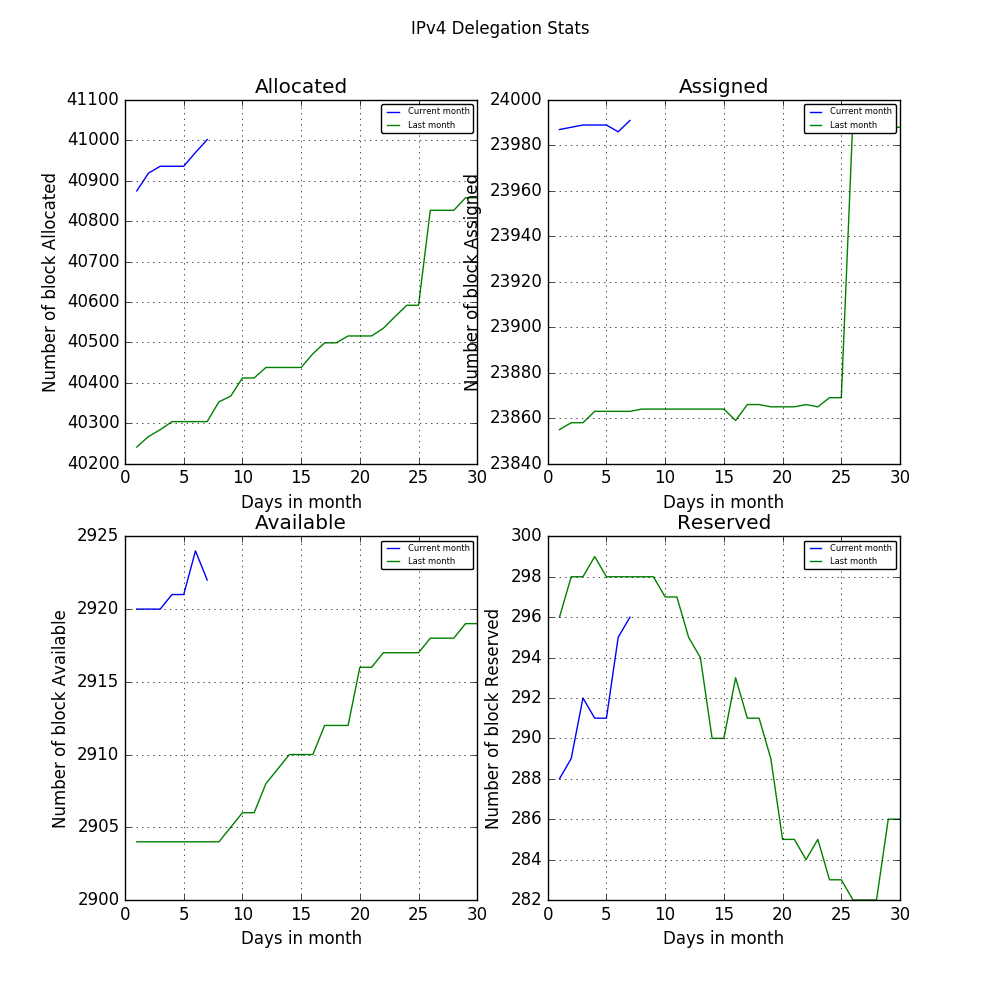 IPv4 Delegation Stats
Allocated
Number of block Allocated
41100
41000
40900
40800
40700
40600
40500
40400
40300
40200
0 5 10 15 20 25 30
Days in month
Current month
Last month
Assigned
Number of block Assigned
24000
23980
23960
23940
23920
23900
23880
23860
23840
0 5 10 15 20 25 30
Days in month
Current month
Last month
Available
Number of block Available
2925
2920
2915
2910
2905
2900
0 5 10 15 20 25 30
Days in month
Current month
Last month
Reserved
Number of block Reserved
300
298
296
294
292
290
288
286
284
282
0 5 10 15 20 25 30
Days in month
Current month
Last month